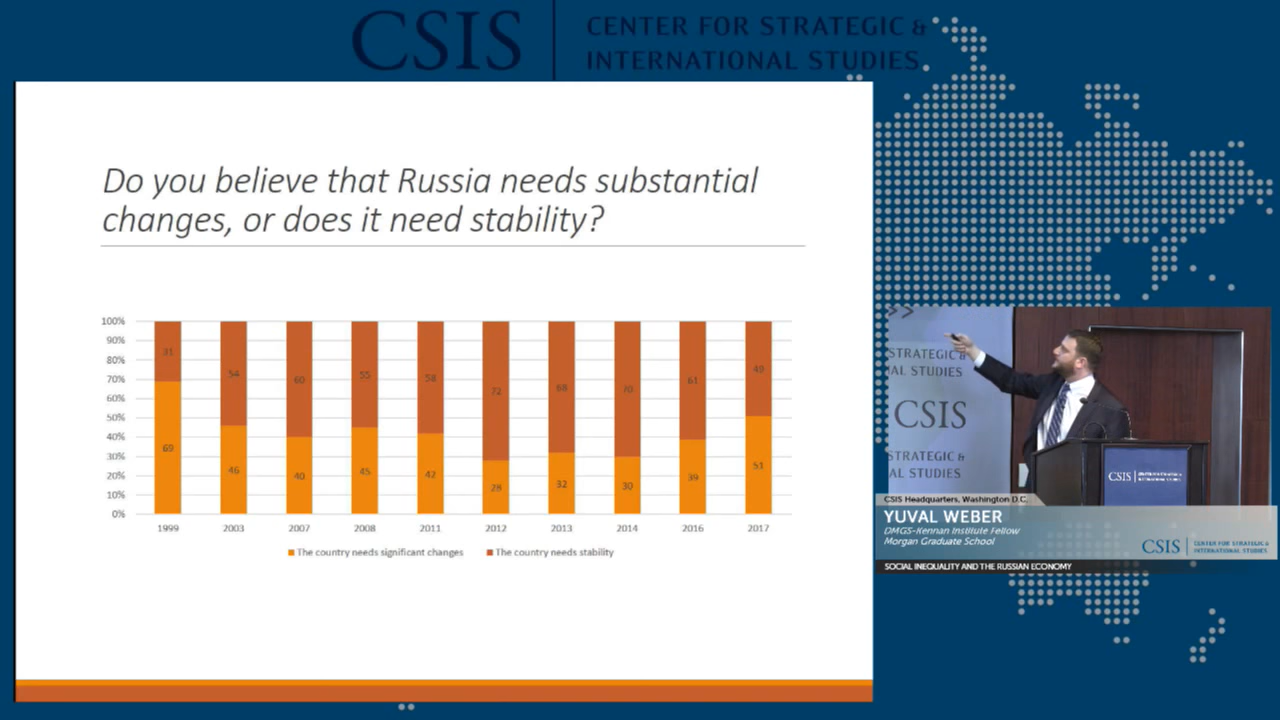 CSIS
CENTER FOR STRATEGIC &
INTERNATIONAL STUDIES
Do you believe that Russia needs substantial
changes, or does it need stability?
100%
90%
80%
70%
60%
50%
40%
30%
20%
10%
0%
31 54 60 55 58 72 68 70 61 49
69 46 40 45 42 28 32 30 39 51
1999 2003 2007 2008 2011 2012 2013 2014 2016 2017
The country needs significant changes The country needs stability
>>
STRATEGIC &
AL STUDIES
CSIS
STRATEGIC &
AL STUDIES
CSIS
CSIS Headquarters, Washington D.C.
YUVAL WEBER
DMGS-Kennan Institute Fellow
Morgan Graduate School
CSIS
CENTER FOR STRATEGIC &
INTERNATIONAL STUDIES
SOCIAL INEQUALITY AND THE RUSSIAN ECONOMY